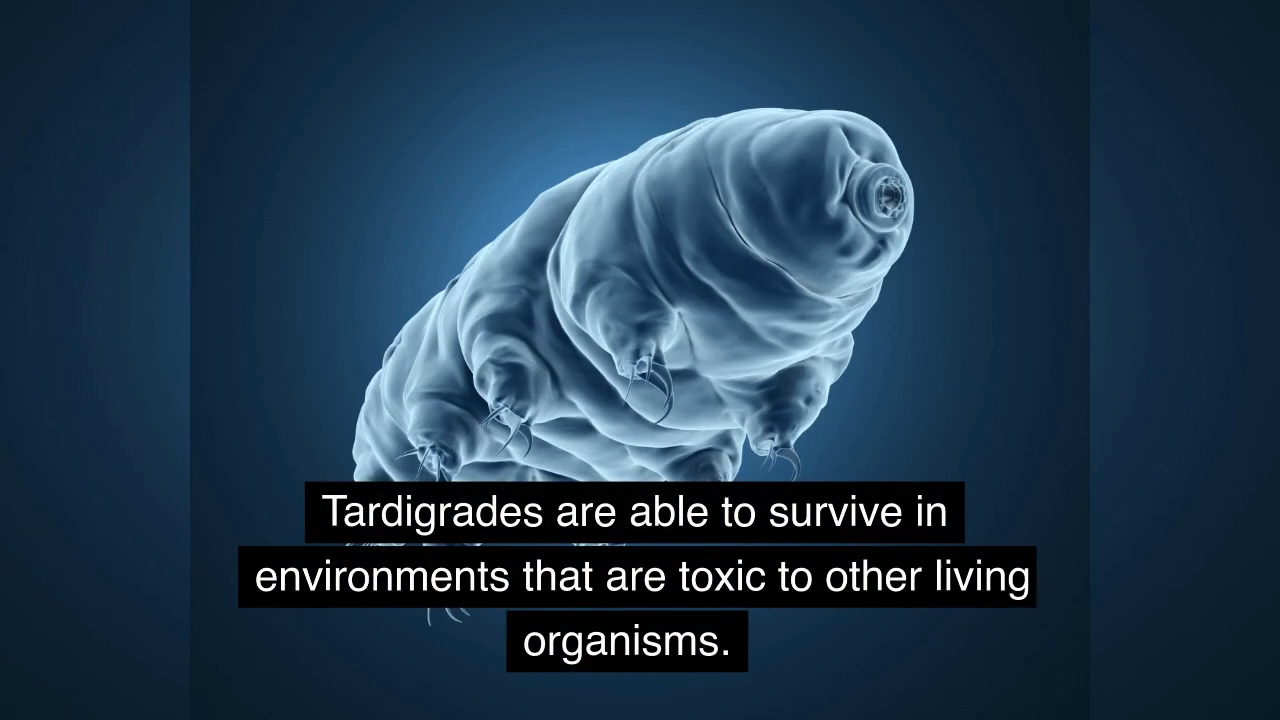 Tardigrades are able to survive in
environments that are toxic to other living
organisms.